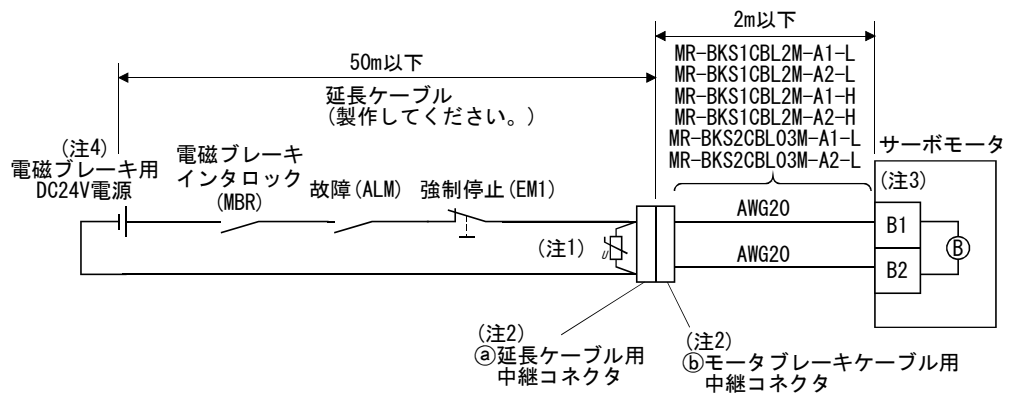 2m以下
50m以下
MR-BKS1CBL2M-A1-L
MR-BKS1CBL2M-A2-L
MR-BKS1CBL2M-A1-H
MR-BKS1CBL2M-A2-H
MR-BKS2CBL03M-A1-L
MR-BKS2CBL03M-A2-L
延長ケーブル
(製作してください。)
(注4)
電磁ブレーキ用
DC24V電源
電磁ブレーキ
インタロック
(MBR)
故障(ALM)
強制停止(EM1)
サーボモータ
(注3)
AWG20
B1
(注1)
U
AWG20
B2
B
(注2)
ⓐ延長ケーブル用
中継コネクタ
(注2)
ⓑモータブレーキケーブル用
中継コネクタ